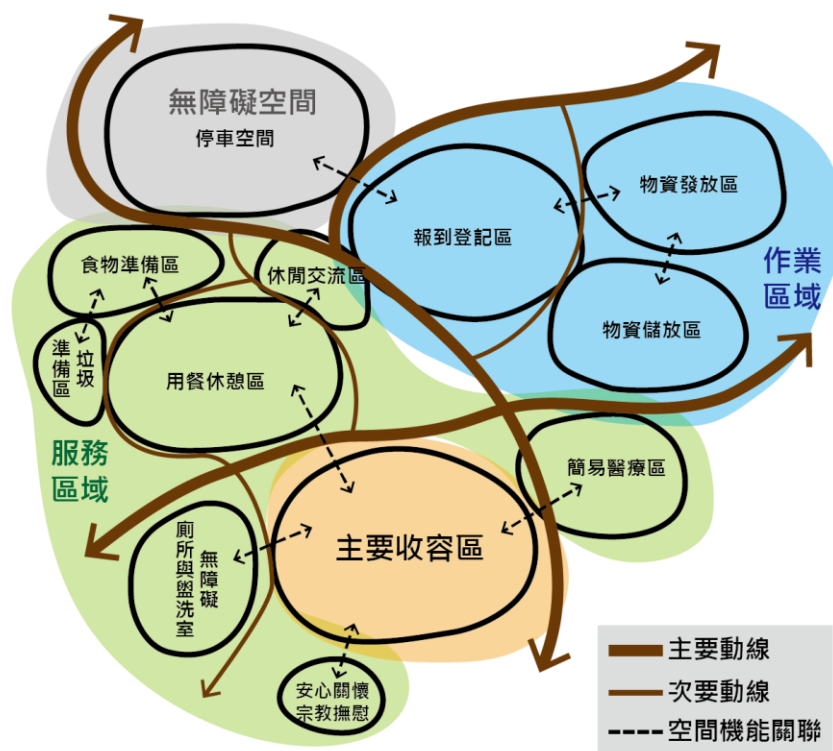 無障礙空間
停車空間
報到登記區
物資發放區
物資儲放區
作業
區域
食物準備區
休閒交流區
垃圾
準備區
用餐休憩區
服務
區域
簡易醫療區
主要收容區
無障礙
廁所與盥洗室
安心關懷
宗教撫慰
主要動線
次要動線
空間機能關聯